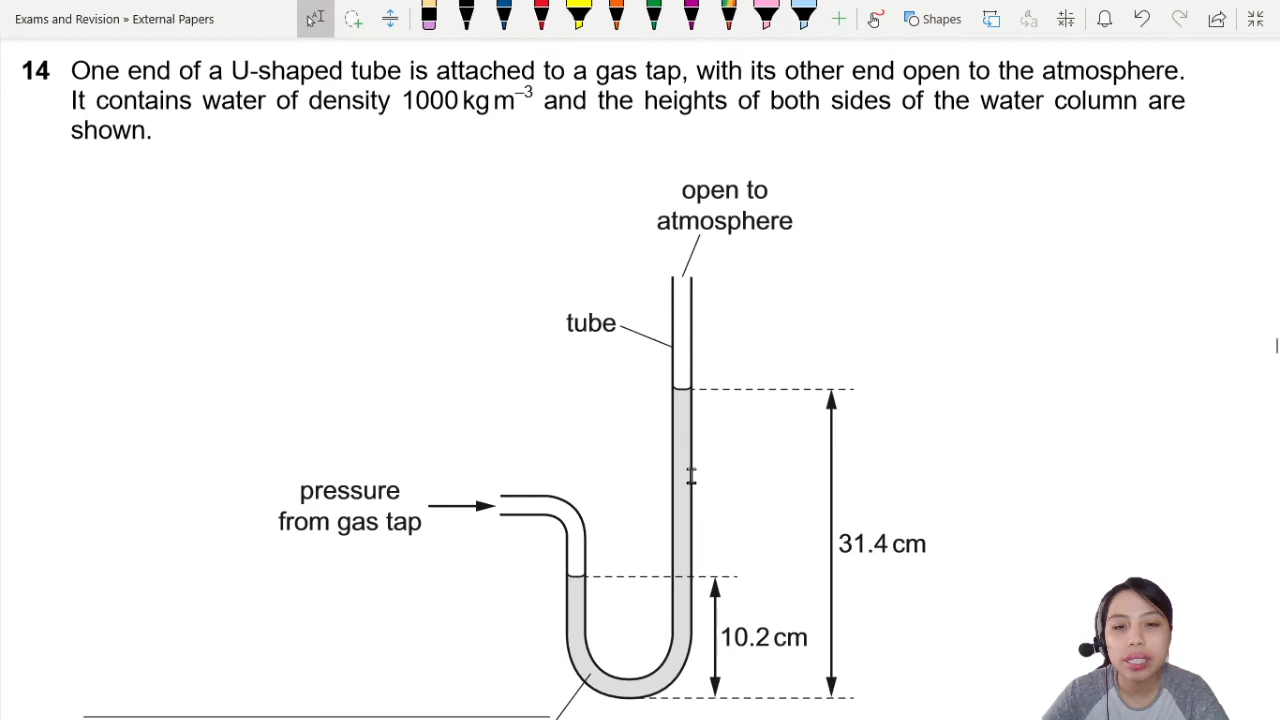 Exams and Revision » External Papers
Shapes
14 One end of a U-shaped tube is attached to a gas tap, with its other end open to the atmosphere.
It contains water of density 1000 kg m⁻³ and the heights of both sides of the water column are
shown.
open to
atmosphere
tube
pressure
from gas tap
31.4 cm
10.2 cm